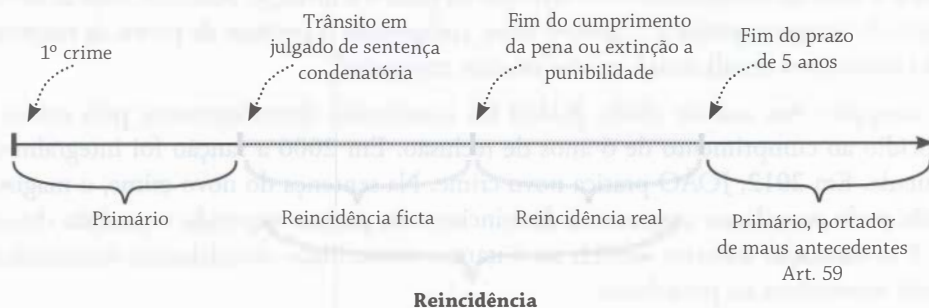 1º crime
Trânsito em
julgado de sentença
condenatória
Fim do cumprimento
da pena ou extinção a
punibilidade
Fim do prazo
de 5 anos
Primário
Reincidência ficta
Reincidência real
Primário, portador
de maus antecedentes
Art. 59
Reincidência